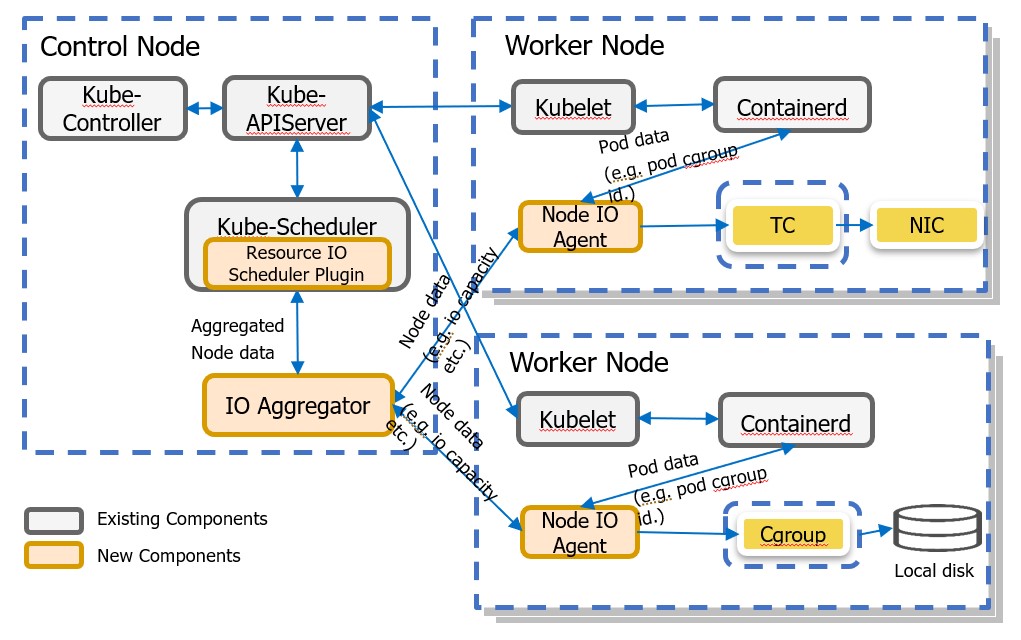 Control Node
Kube-
Controller
Kube-
APIServer
Kube-Scheduler
Resource IO
Scheduler Plugin
Aggregated
Node data
IO Aggregator
Node data
(e.g. io capacity
etc.)
Node data
(e.g. io capacity
etc.)
Existing Components
New Components
Worker Node
Kubelet
Containerd
Pod data
(e.g. pod cgroup
id.)
Node IO
Agent
TC
NIC
Worker Node
Kubelet
Containerd
Pod data
(e.g. pod cgroup
id.)
Node IO
Agent
Cgroup
Local disk